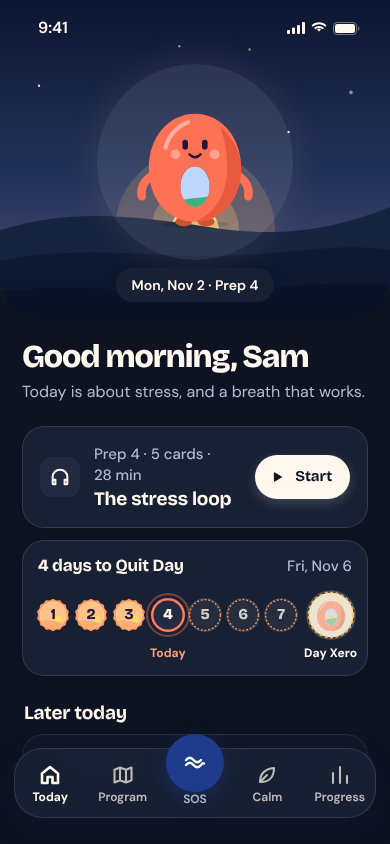 9:41
Mon, Nov 2 · Prep 4
Good morning, Sam
Today is about stress, and a breath that works.
Prep 4 · 5 cards ·
28 min
The stress loop
Start
4 days to Quit Day
Fri, Nov 6
1 2 3 4 5 6 7
Today
Day Xero
Later today
Today
Program
SOS
Calm
Progress